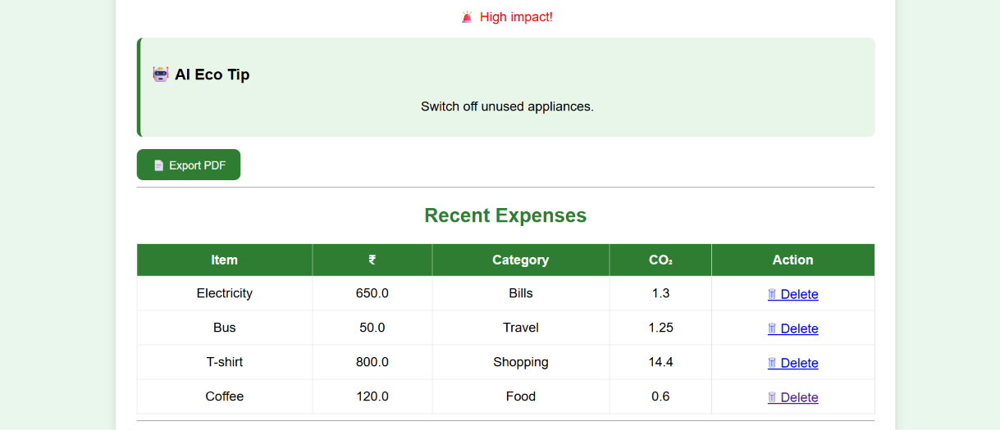 🚨 High impact!
🤖 AI Eco Tip
Switch off unused appliances.
📄 Export PDF
Recent Expenses
Item ₹ Category CO₂ Action
Electricity 650.0 Bills 1.3 🗑 Delete
Bus 50.0 Travel 1.25 🗑 Delete
T-shirt 800.0 Shopping 14.4 🗑 Delete
Coffee 120.0 Food 0.6 🗑 Delete